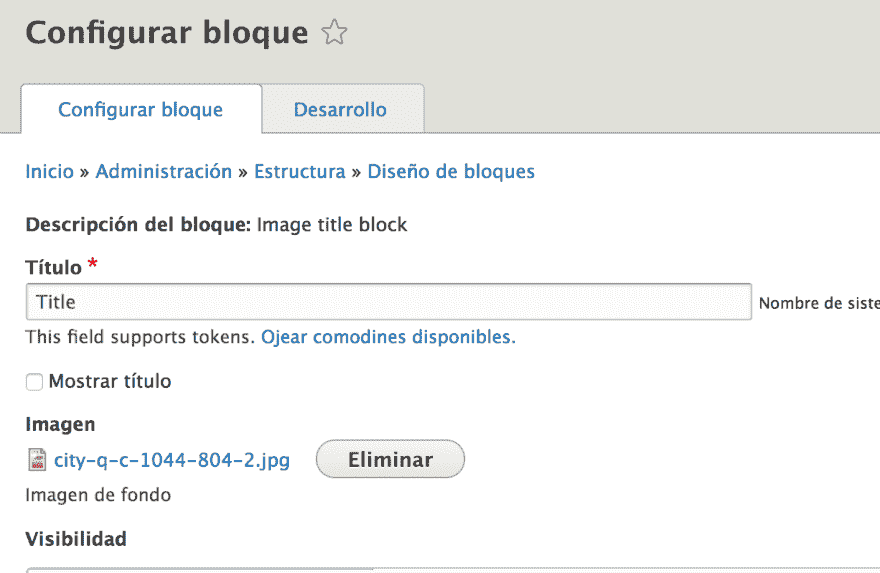 Configurar bloque
Configurar bloque Desarrollo
Inicio » Administración » Estructura » Diseño de bloques
Descripción del bloque: Image title block
Título *
Title Nombre de siste
This field supports tokens. Ojear comodines disponibles.
Mostrar título
Imagen
city-q-c-1044-804-2.jpg Eliminar
Imagen de fondo
Visibilidad